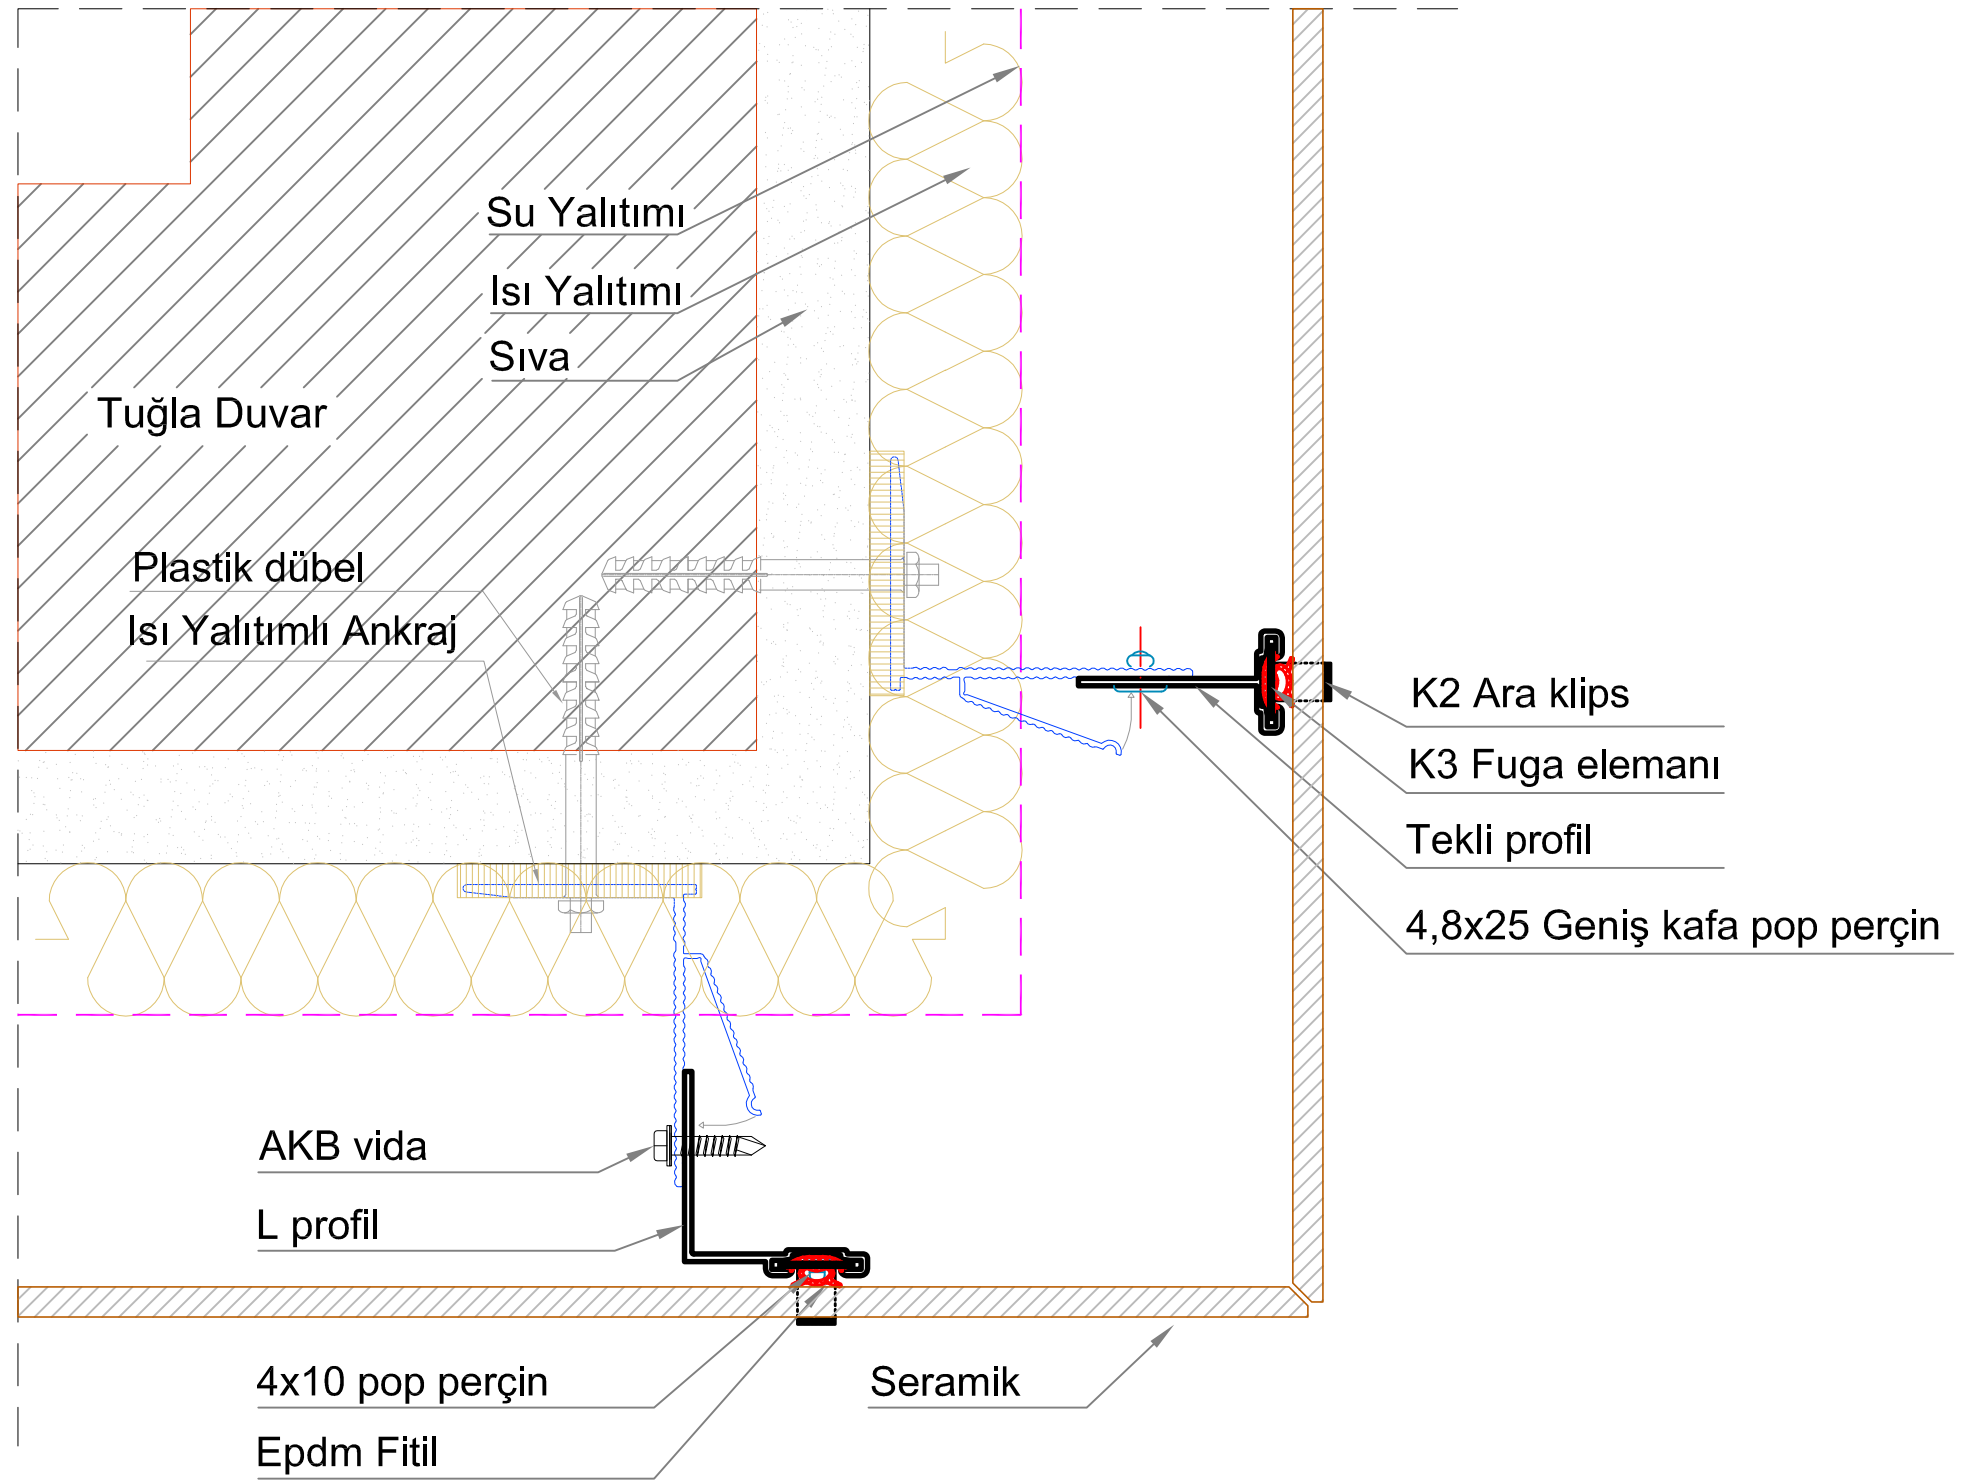 Su Yalıtımı
Isı Yalıtımı
Sıva
Tuğla Duvar
Plastik dübel
Isı Yalıtımlı Ankraj
K2 Ara klips
K3 Fuga elemanı
Tekli profil
4,8x25 Geniş kafa pop perçin
AKB vida
L profil
4x10 pop perçin
Seramik
Epdm Fitil